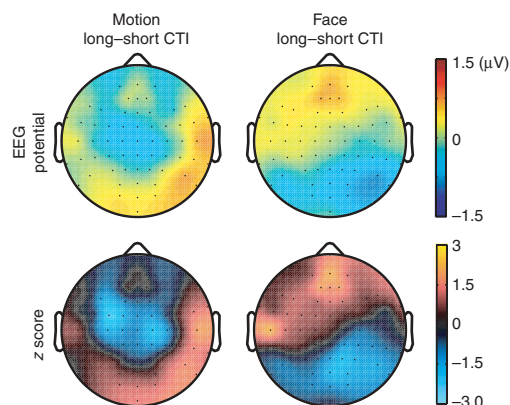 Motion
long–short CTI
Face
long–short CTI
EEG
potential
1.5 (μV)
0
–1.5
z score
3
1.5
0
–1.5
–3.0